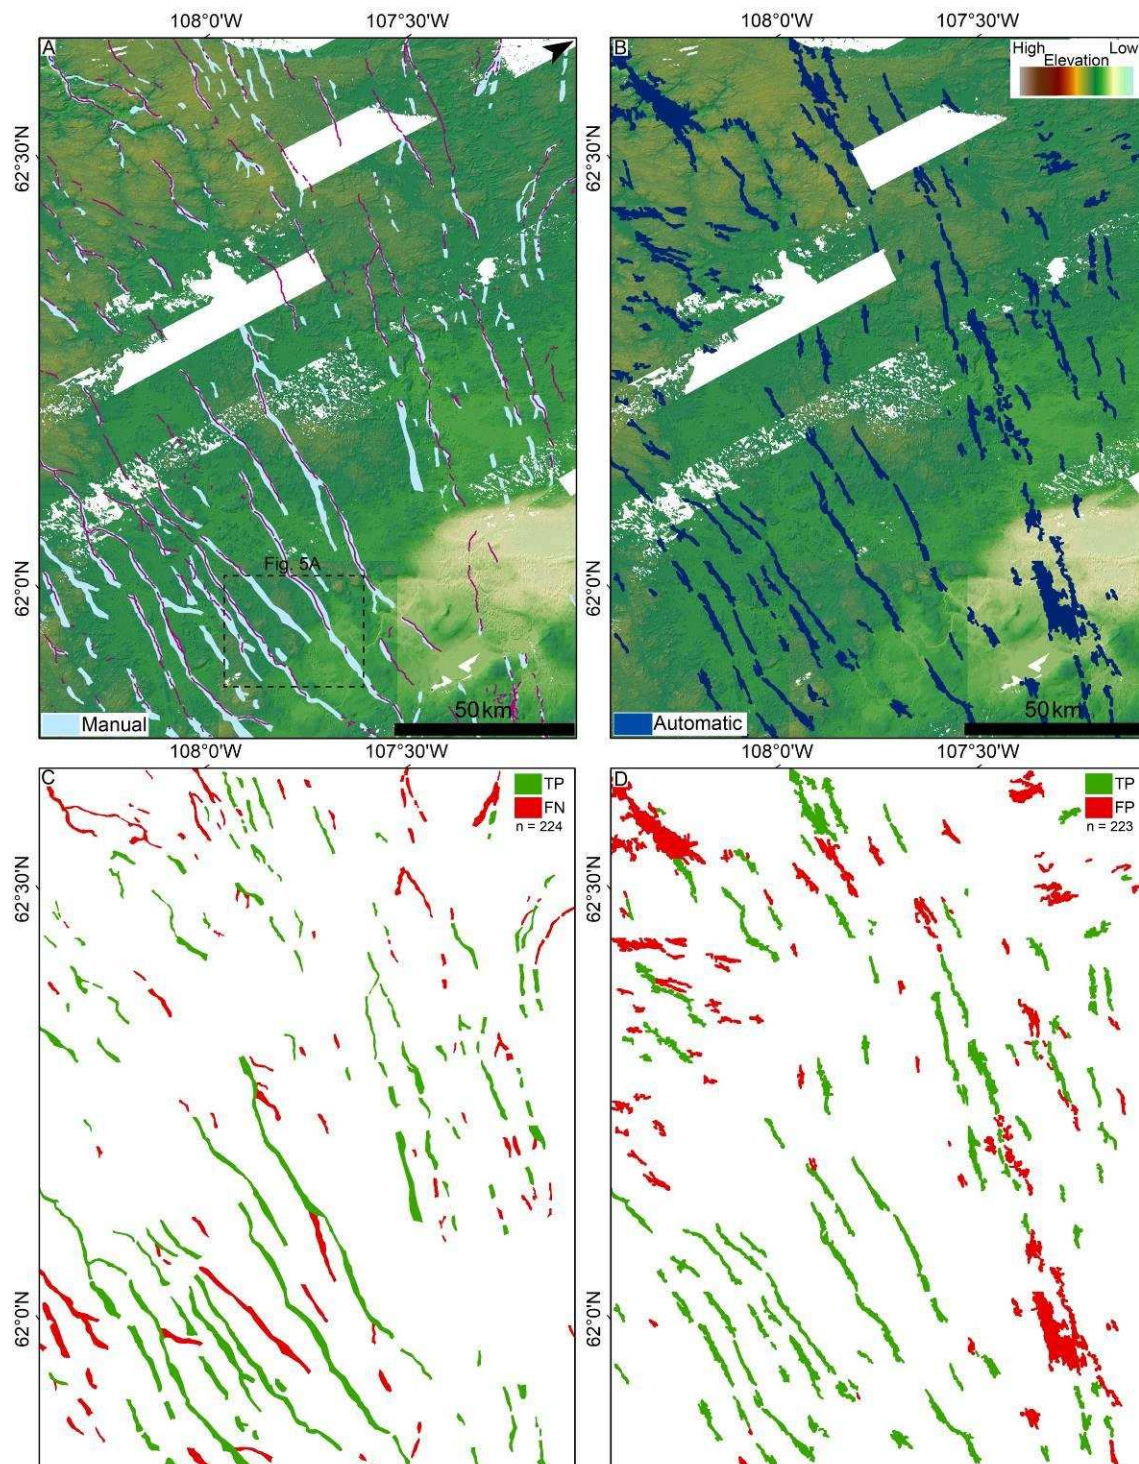 108°0'W 107°30'W 108°0'W 107°30'W
A
B
High Low
Elevation
62°30'N
62°30'N
Fig. 5A
62°0'N
62°0'N
Manual
50 km
Automatic
50 km
108°0'W 107°30'W 108°0'W 107°30'W
C
TP
FN
n = 224
D
TP
FP
n = 223
62°30'N
62°30'N
62°0'N
62°0'N